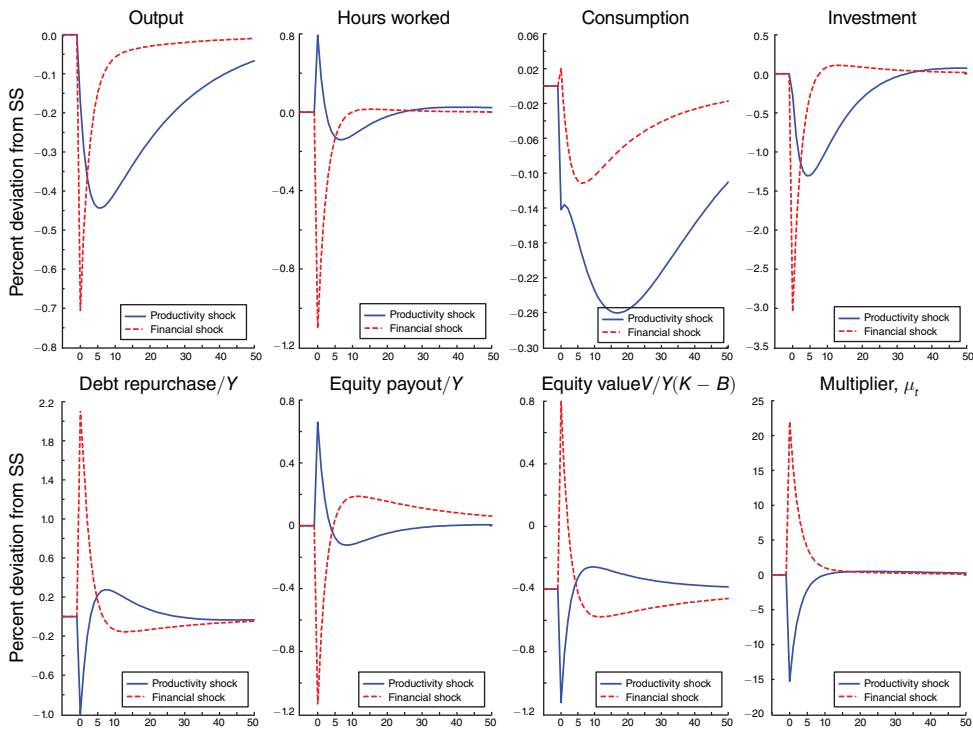 Output
Percent deviation from SS
0.0
−0.1
−0.2
−0.3
−0.4
−0.5
−0.6
−0.7
−0.8
Productivity shock
Financial shock
0 5 10 20 30 40 50
Hours worked
0.8
0.0
−0.4
−0.8
−1.2
Productivity shock
Financial shock
0 5 10 20 30 40 50
Consumption
0.06
0.02
−0.02
−0.06
−0.10
−0.14
−0.18
−0.22
−0.26
−0.30
Productivity shock
Financial shock
0 5 10 20 30 40 50
Investment
0.5
0.0
−0.5
−1.0
−1.5
−2.0
−2.5
−3.0
−3.5
Productivity shock
Financial shock
0 5 10 20 30 40 50
Debt repurchase/Y
Percent deviation from SS
2.2
1.8
1.4
1.0
0.6
0.2
−0.2
−0.6
−1.0
Productivity shock
Financial shock
0 5 10 20 30 40 50
Equity payout/Y
0.8
0.4
0
−0.4
−0.8
−1.2
Productivity shock
Financial shock
0 5 10 20 30 40 50
Equity valueV/Y(K − B)
0.8
0.4
0
−0.4
−0.8
−1.2
Productivity shock
Financial shock
0 5 10 20 30 40 50
Multiplier, μt
25
20
15
10
5
0
−5
−10
−15
−20
Productivity shock
Financial shock
0 5 10 20 30 40 50